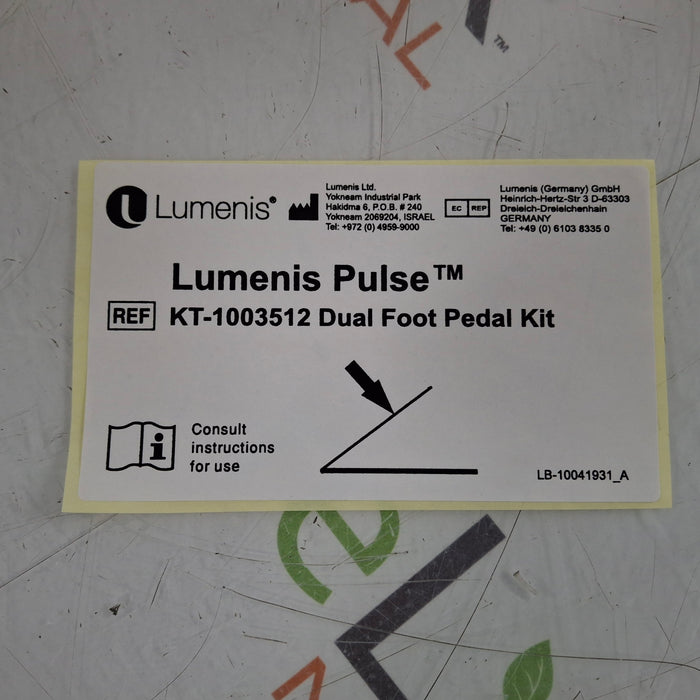 AL
™
Lumenis®
Lumenis Ltd.
Yokneam Industrial Park
Hakidma 6, P.O.B. # 240
Yokneam 2069204, ISRAEL
Tel: +972 (0) 4959-9000
EC REP
Lumenis (Germany) GmbH
Heinrich-Hertz-Str 3 D-63303
Dreieich-Dreieichenhain
GERMANY
Tel: +49 (0) 6103 8335 0
Lumenis Pulse™
REF KT-1003512 Dual Foot Pedal Kit
i
Consult
instructions
for use
LB-10041931_A